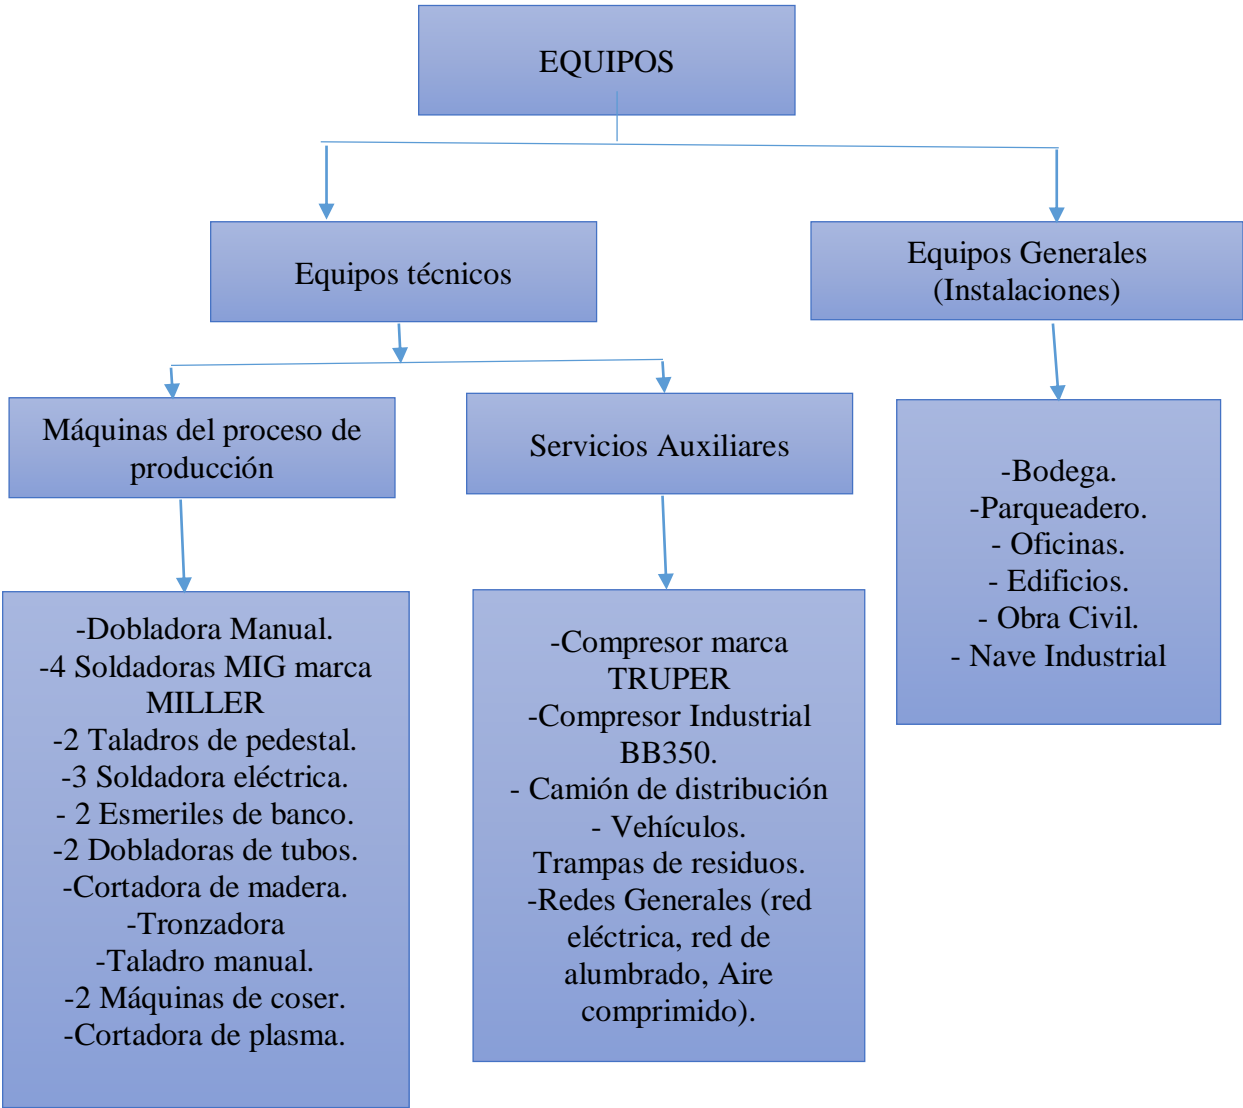 EQUIPOS
Equipos técnicos
Equipos Generales
(Instalaciones)
Máquinas del proceso de
producción
Servicios Auxiliares
-Bodega.
-Parqueadero.
- Oficinas.
- Edificios.
- Obra Civil.
- Nave Industrial
-Dobladora Manual.
-4 Soldadoras MIG marca
MILLER
-2 Taladros de pedestal.
-3 Soldadora eléctrica.
- 2 Esmeriles de banco.
-2 Dobladoras de tubos.
-Cortadora de madera.
-Tronzadora
-Taladro manual.
-2 Máquinas de coser.
-Cortadora de plasma.
-Compresor marca
TRUPER
-Compresor Industrial
BB350.
- Camión de distribución
- Vehículos.
Trampas de residuos.
-Redes Generales (red
eléctrica, red de
alumbrado, Aire
comprimido).